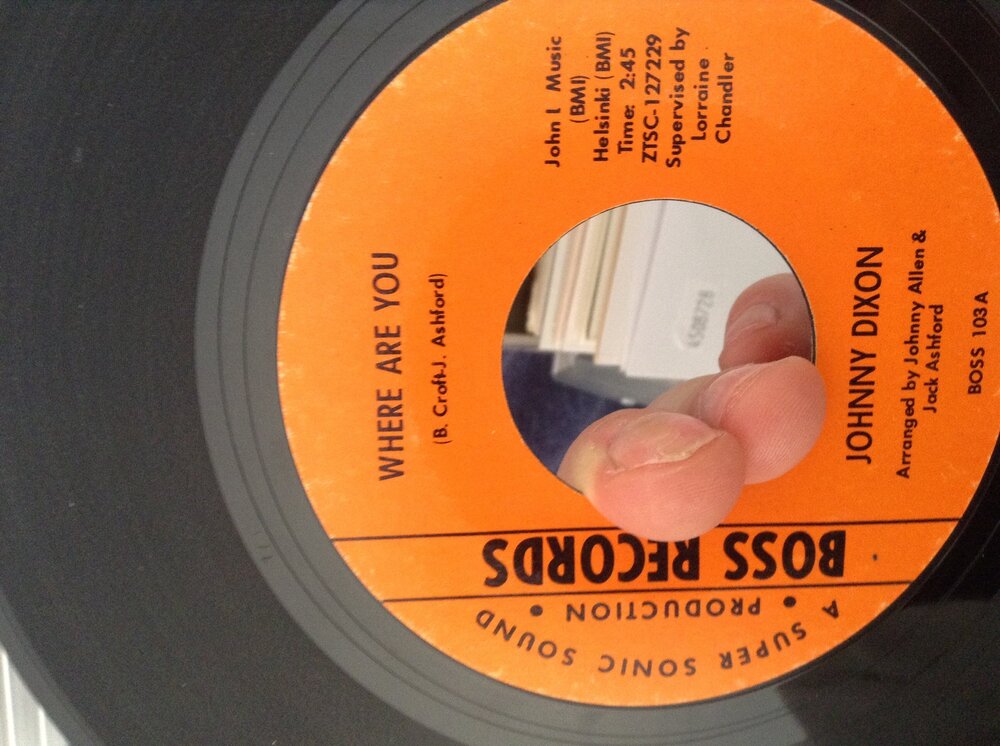 WHERE ARE YOU
(B. Croft-J. Ashford)
John L Music
(BMI)
Helsinki (BMI)
Time: 2:45
ZTSC-127229
Supervised by
Lorraine
Chandler
JOHNNY DIXON
Arranged by Johnny Allen &
Jack Ashford
BOSS 103A
BOSS RECORDS
A SUPER SONIC SOUND
• PRODUCTION •